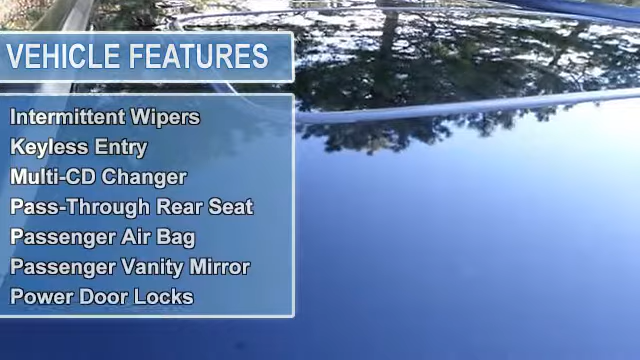 VEHICLE FEATURES
Intermittent Wipers
Keyless Entry
Multi-CD Changer
Pass-Through Rear Seat
Passenger Air Bag
Passenger Vanity Mirror
Power Door Locks